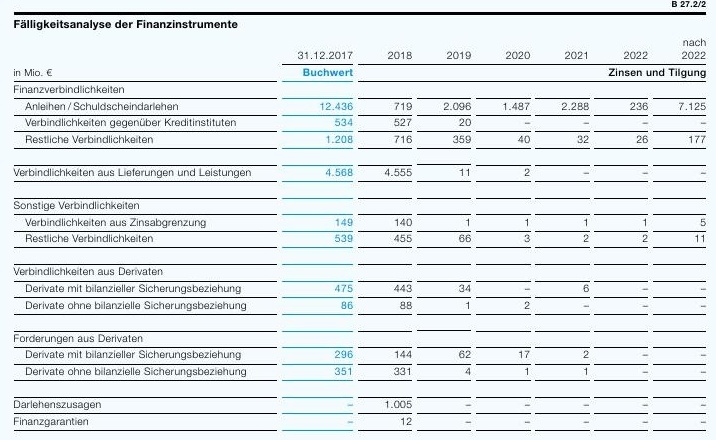 B 27.2/2
Fälligkeitsanalyse der Finanzinstrumente
nach
31.12.2017 2018 2019 2020 2021 2022 2022
in Mio. € Buchwert Zinsen und Tilgung
Finanzverbindlichkeiten
Anleihen / Schuldscheindarlehen 12.436 719 2.096 1.487 2.288 236 7.125
Verbindlichkeiten gegenüber Kreditinstituten 534 527 20 – – – –
Restliche Verbindlichkeiten 1.208 716 359 40 32 26 177
Verbindlichkeiten aus Lieferungen und Leistungen 4.568 4.555 11 2 – – –
Sonstige Verbindlichkeiten
Verbindlichkeiten aus Zinsabgrenzung 149 140 1 1 1 1 5
Restliche Verbindlichkeiten 539 455 66 3 2 2 11
Verbindlichkeiten aus Derivaten
Derivate mit bilanzieller Sicherungsbeziehung 475 443 34 – 6 – –
Derivate ohne bilanzielle Sicherungsbeziehung 86 88 1 2 – – –
Forderungen aus Derivaten
Derivate mit bilanzieller Sicherungsbeziehung 296 144 62 17 2 – –
Derivate ohne bilanzielle Sicherungsbeziehung 351 331 4 1 1 – –
Darlehenszusagen – 1.005 – – – – –
Finanzgarantien – 12 – – – – –